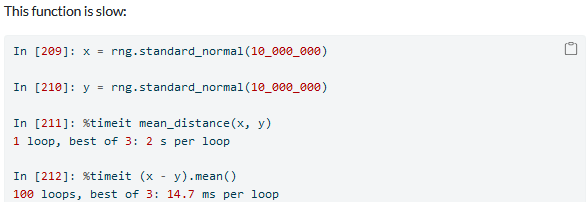 This function is slow:
In [209]: x = rng.standard_normal(10_000_000)
In [210]: y = rng.standard_normal(10_000_000)
In [211]: %timeit mean_distance(x, y)
1 loop, best of 3: 2 s per loop
In [212]: %timeit (x - y).mean()
100 loops, best of 3: 14.7 ms per loop